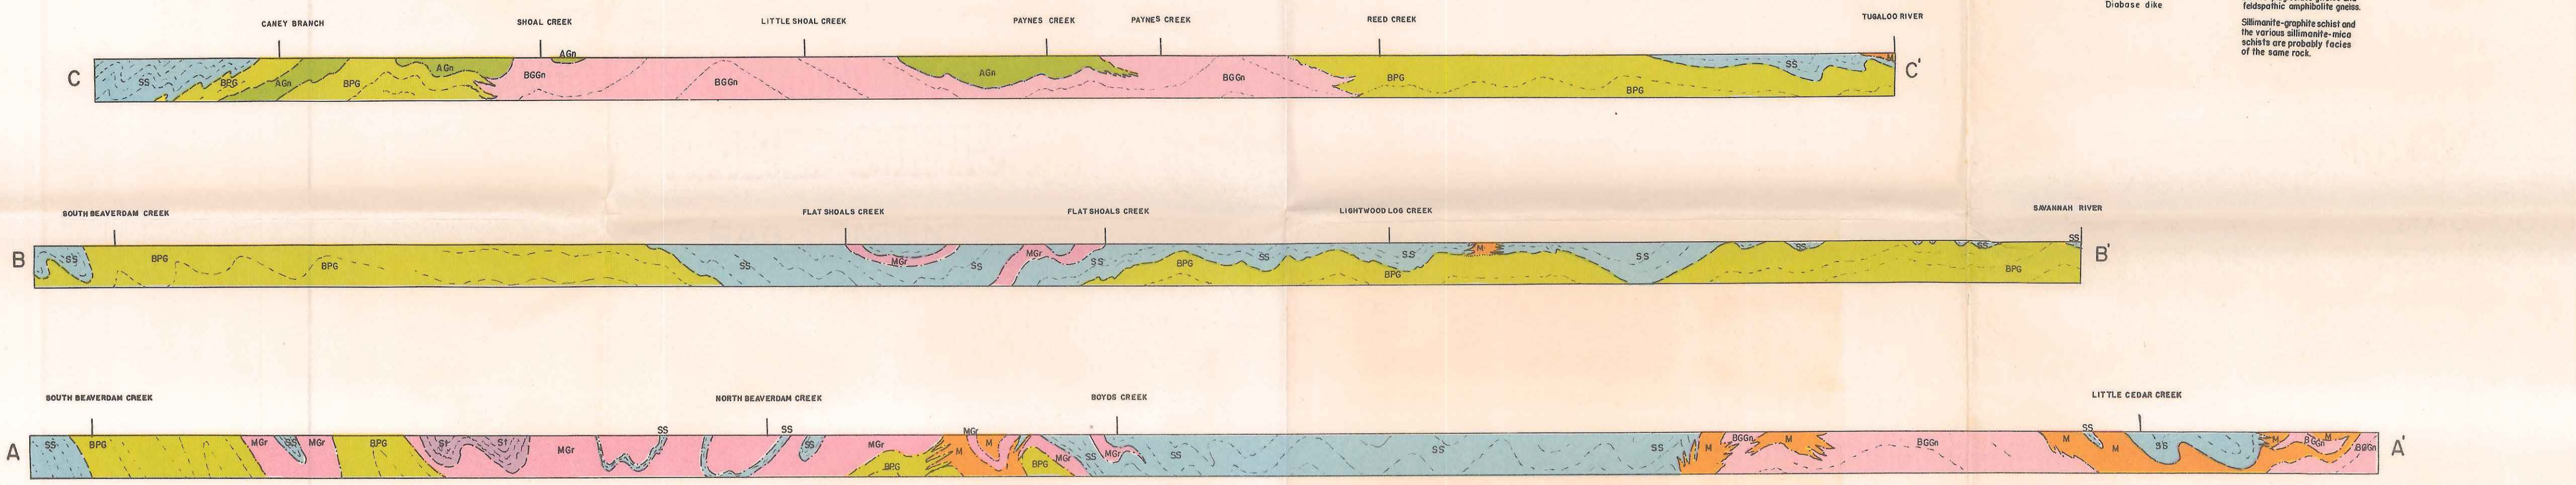 Diabase dike
feldspathic amphibolite gneiss.
Sillimanite-graphite schist and
the various sillimanite-mica
schists are probably facies
of the same rock.
CANEY BRANCH
SHOAL CREEK
LITTLE SHOAL CREEK
PAYNES CREEK
PAYNES CREEK
REED CREEK
TUGALOO RIVER
C
SS
BPG
AGn
BPG
AGn
BGGn
AGn
BGGn
AGn
BGGn
BPG
BPG
SS
M
C'
SOUTH BEAVERDAM CREEK
FLAT SHOALS CREEK
FLAT SHOALS CREEK
LIGHTWOOD LOG CREEK
SAVANNAH RIVER
B
SS
BPG
BPG
SS
MGr
SS
MGr
SS
BPG
SS
BPG
SS
M
SS
SS
SS
BPG
SS
B'
SOUTH BEAVERDAM CREEK
NORTH BEAVERDAM CREEK
BOYDS CREEK
LITTLE CEDAR CREEK
A
SS
BPG
MGr
SS
MGr
BPG
St
St
MGr
SS
SS
SS
MGr
BPG
M
MGr
M
BPG
MGr
SS
MGr
SS
SS
SS
M
BGGn
M
BGGn
M
SS
M
SS
M
BGGn
M
BGGn
A'